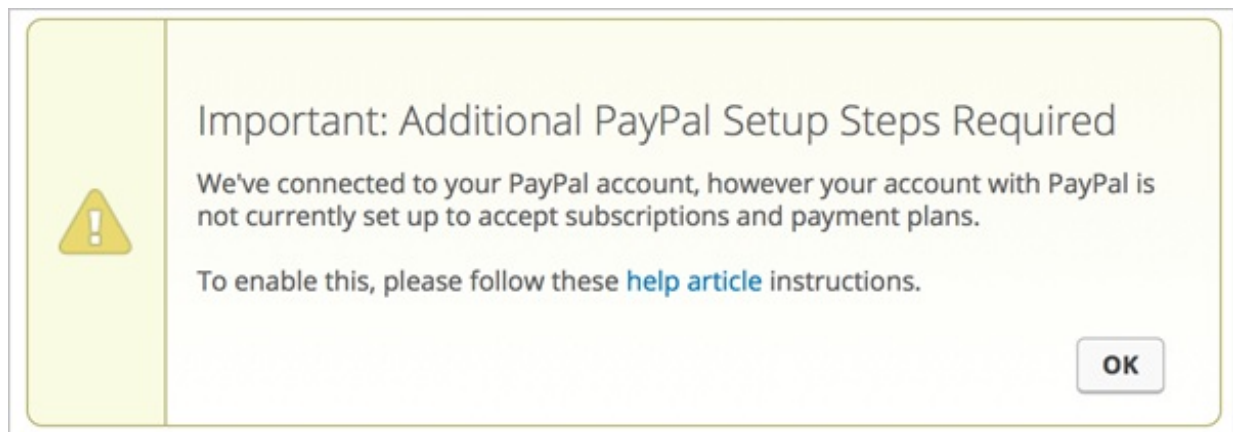 Important: Additional PayPal Setup Steps Required
We've connected to your PayPal account, however your account with PayPal is
not currently set up to accept subscriptions and payment plans.
To enable this, please follow these help article instructions.
OK